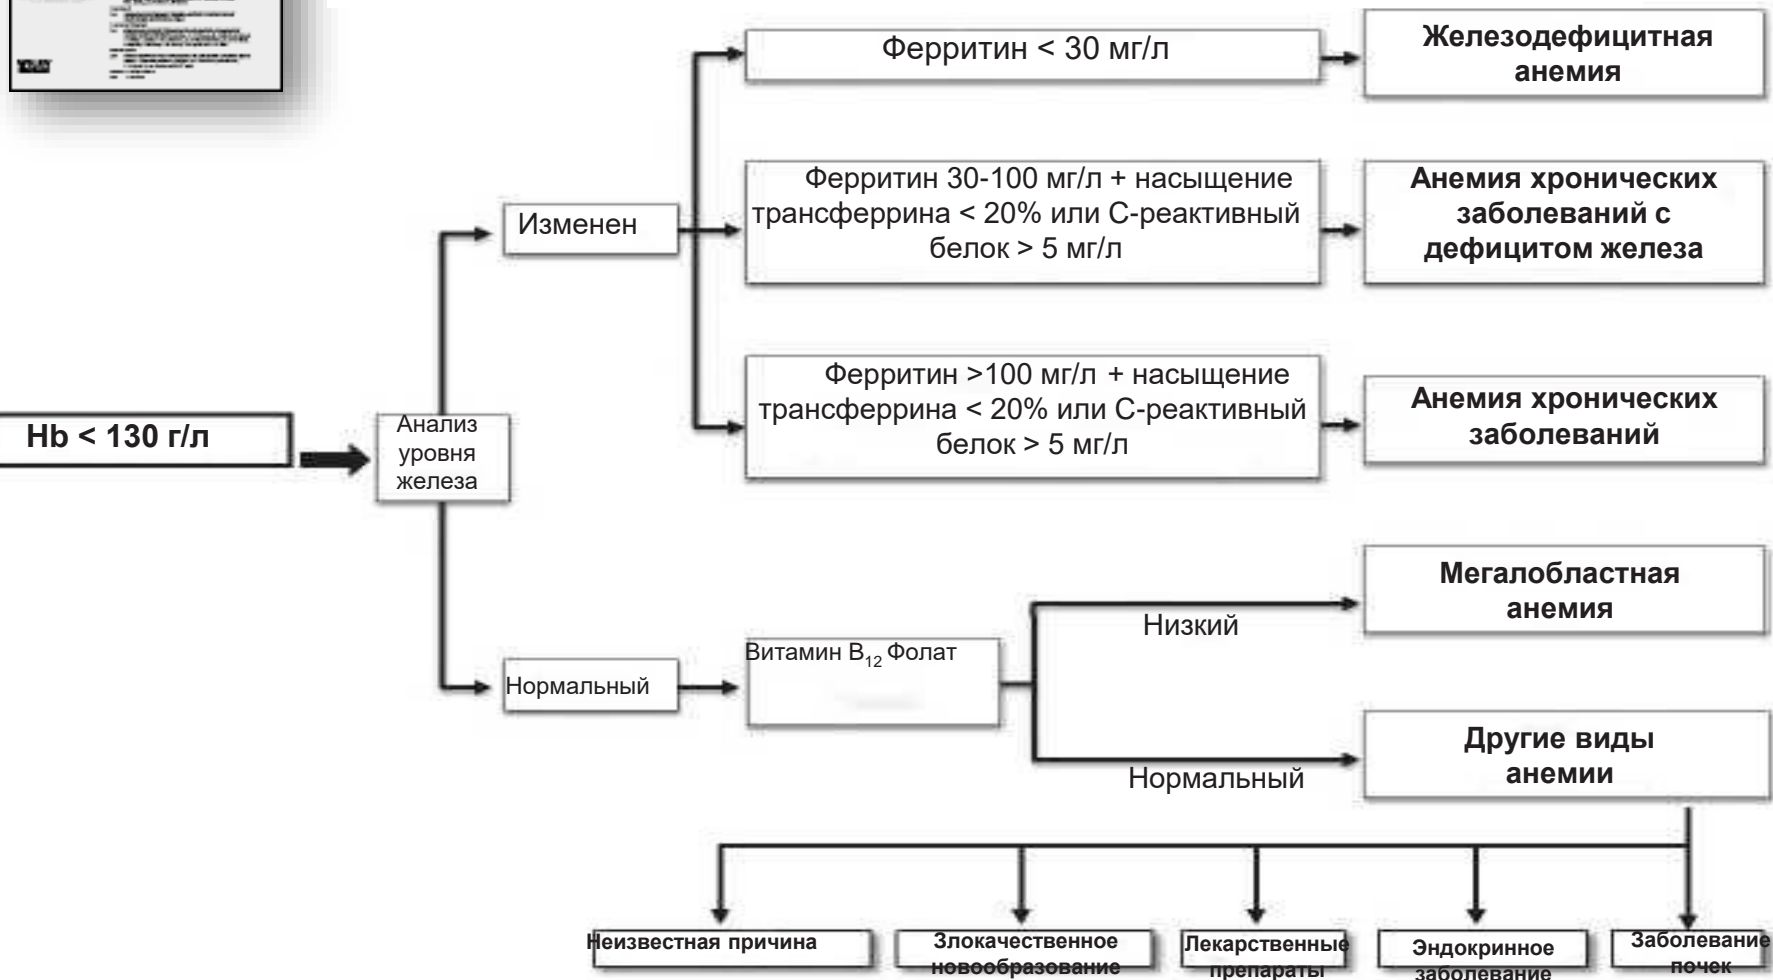 Ферритин < 30 мг/л
Железодефицитная
анемия
Ферритин 30-100 мг/л + насыщение
трансферрина < 20% или С-реактивный
белок > 5 мг/л
Анемия хронических
заболеваний с
дефицитом железа
Изменен
Ферритин >100 мг/л + насыщение
трансферрина < 20% или С-реактивный
белок > 5 мг/л
Анемия хронических
заболеваний
Hb < 130 г/л
Анализ
уровня
железа
Мегалобластная
анемия
Низкий
Витамин B12 Фолат
Нормальный
Другие виды
анемии
Нормальный
Неизвестная причина
Злокачественное
новообразование
Лекарственные
препараты
Эндокринное
заболевание
Заболевание
почек